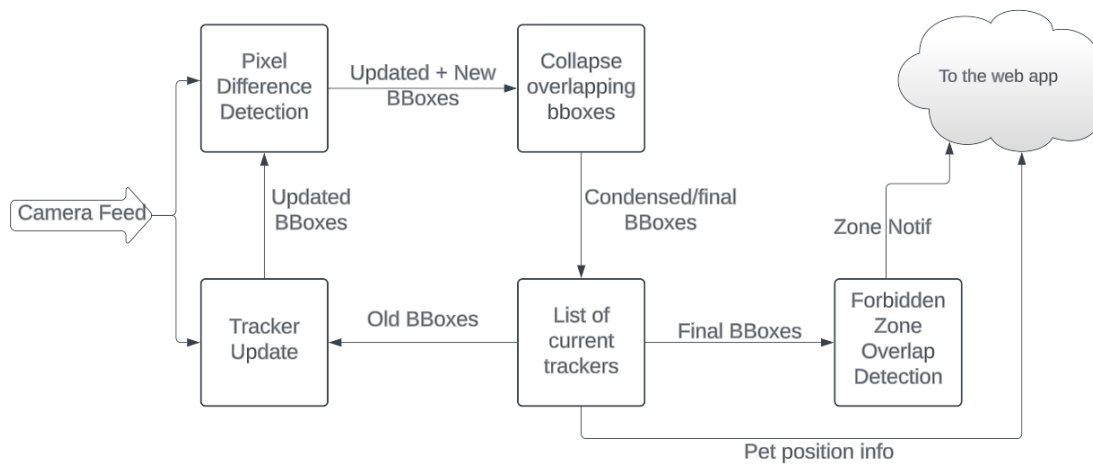 Pixel
Difference
Detection
Updated + New
BBoxes
Collapse
overlapping
bboxes
To the web app
Camera Feed
Updated
BBoxes
Condensed/final
BBoxes
Zone Notif
Tracker
Update
Old BBoxes
List of
current
trackers
Final BBoxes
Forbidden
Zone
Overlap
Detection
Pet position info